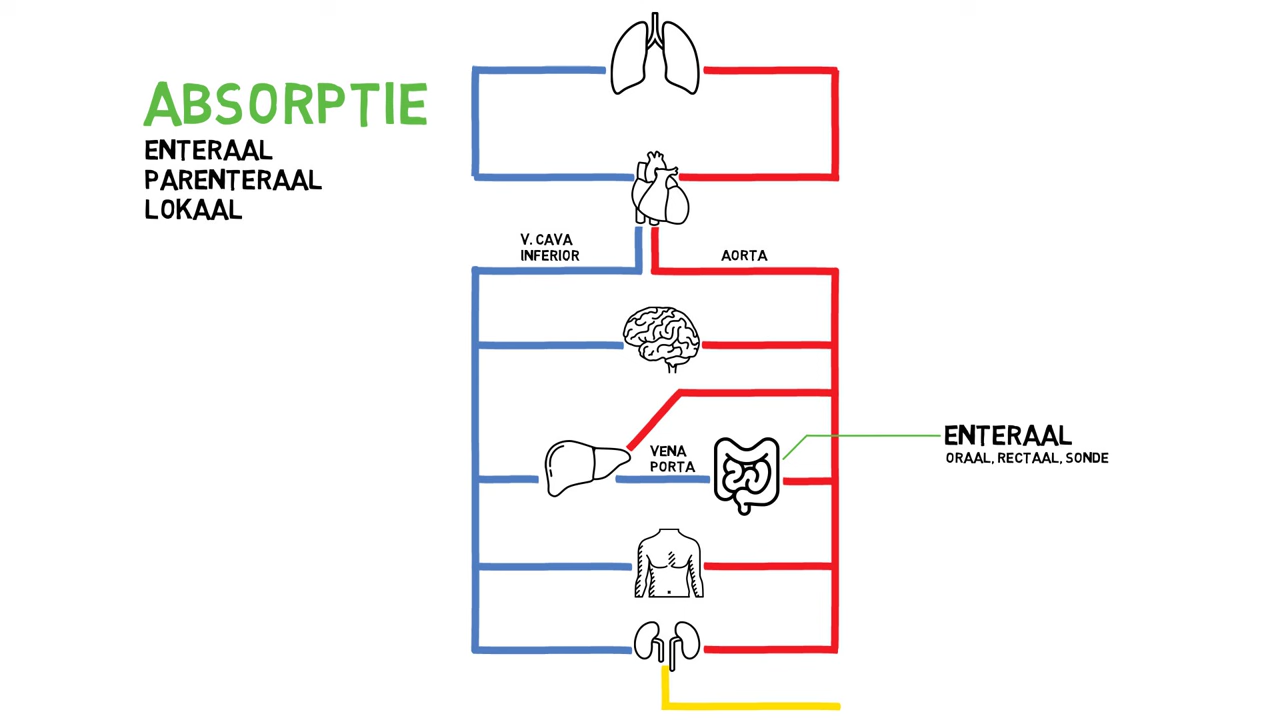 ABSORPTIE
ENTERAAL
PARENTERAAL
LOKAAL
V. CAVA
INFERIOR
AORTA
VENA
PORTA
ENTERAAL
ORAAL, RECTAAL, SONDE